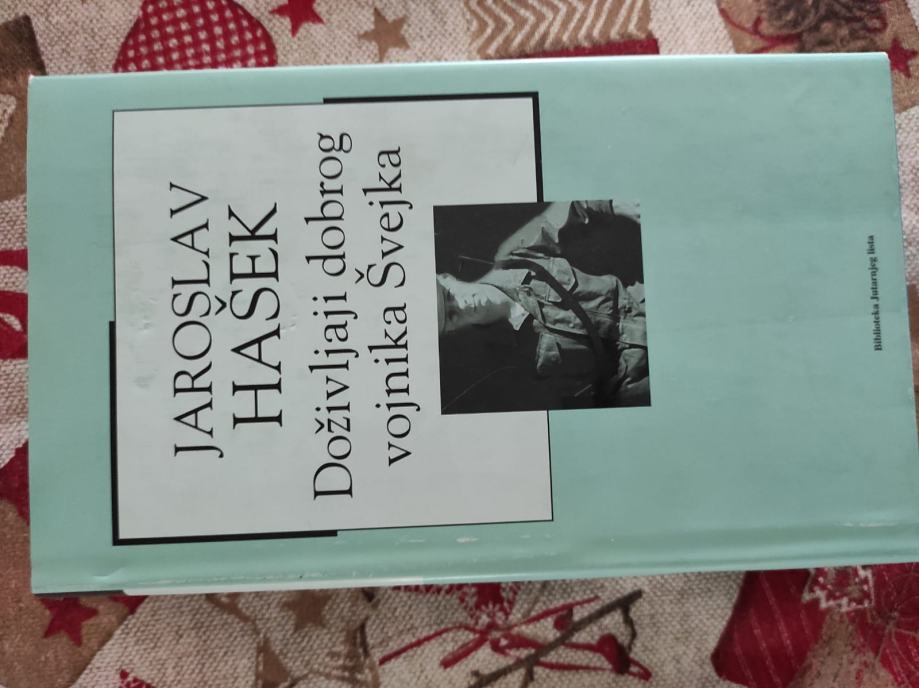 JAROSLAV
HAŠEK
Doživljaji dobrog
vojnika Švejka
Biblioteka Jutarnjeg lista